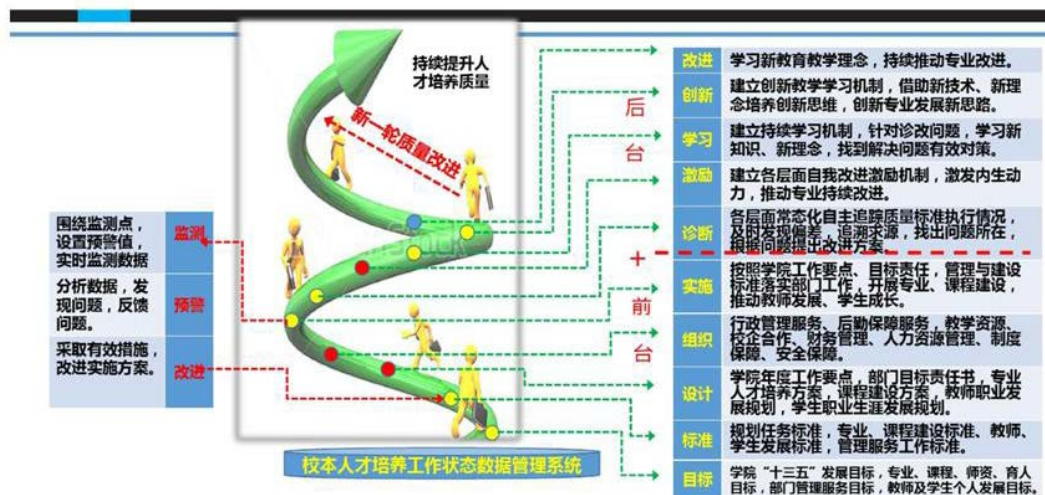 持续提升人
才培养质量
新一轮质量改进
围绕监测点,
设置预警值,
实时监测数据
监测
分析数据,发
现问题,反馈
问题。
预警
采取有效措施,
改进实施方案。
改进
后
台
+
前
台
改进
学习新教育教学理念,持续推动专业改进。
创新
建立创新教学学习机制,借助新技术、新理
念培养创新思维,创新专业发展新思路。
学习
建立持续学习机制,针对诊改问题,学习新
知识、新理念,找到解决问题有效对策。
激励
建立各层面自我改进激励机制,激发内生动
力,推动专业持续改进。
诊断
各层面常态化自主追踪质量标准执行情况,
及时发现偏差,追溯求源,找出问题所在,
根据问题提出改进方案。
实施
按照学院工作要点、目标责任,管理与建设
标准落实部门工作,开展专业、课程建设,
推动教师发展、学生成长。
组织
行政管理服务、后勤保障服务,教学资源、
校企合作、财务管理、人力资源管理、制度
保障、安全保障。
设计
学院年度工作要点,部门目标责任书,专业
人才培养方案,课程建设方案,教师职业发
展规划,学生职业生涯发展规划。
标准
规划任务标准,专业、课程建设标准、教师、
学生发展标准,管理服务工作标准。
目标
学院“十三五”发展目标,专业、课程、师资、育人
目标,部门管理服务目标,教师及学生个人发展目标。
校本人才培养工作状态数据管理系统